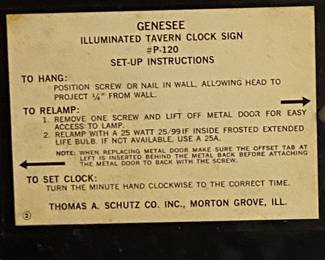 GENESEE
ILLUMINATED TAVERN CLOCK SIGN
#P-120
SET-UP INSTRUCTIONS
TO HANG:
POSITION SCREW OR NAIL IN WALL, ALLOWING HEAD TO
PROJECT ¼" FROM WALL.
TO RELAMP:
1. REMOVE ONE SCREW AND LIFT OFF METAL DOOR FOR EASY
ACCESS TO LAMP.
2. RELAMP WITH A 25 WATT 25/99 IF INSIDE FROSTED EXTENDED
LIFE BULB. IF NOT AVAILABLE, USE A 25A.
NOTE: WHEN REPLACING METAL DOOR MAKE SURE THE OFFSET TAB AT
LEFT IS INSERTED BEHIND THE METAL BACK BEFORE ATTACHING
THE METAL DOOR TO BACK WITH THE SCREW.
TO SET CLOCK:
TURN THE MINUTE HAND CLOCKWISE TO THE CORRECT TIME.
THOMAS A. SCHUTZ CO. INC., MORTON GROVE, ILL.
2